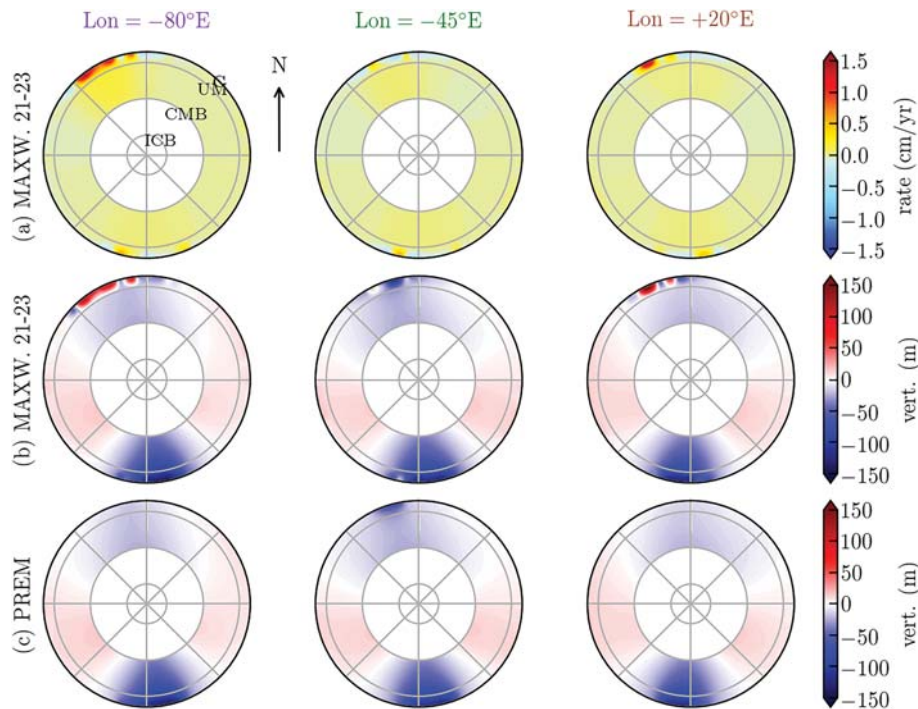 Lon = −80°E
Lon = −45°E
Lon = +20°E
(a) MAXW. 21-23
G
UM
CMB
ICB
N
1.5
1.0
0.5
0.0
−0.5
−1.0
−1.5
rate (cm/yr)
(b) MAXW. 21-23
150
100
50
0
−50
−100
−150
vert. (m)
(c) PREM
150
100
50
0
−50
−100
−150
vert. (m)